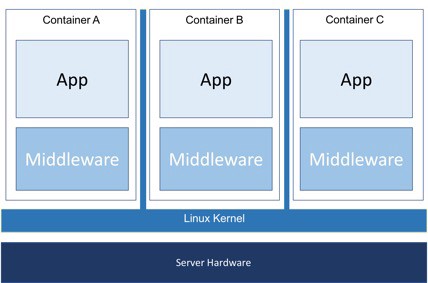 Container A
App
Middleware
Container B
App
Middleware
Container C
App
Middleware
Linux Kernel
Server Hardware